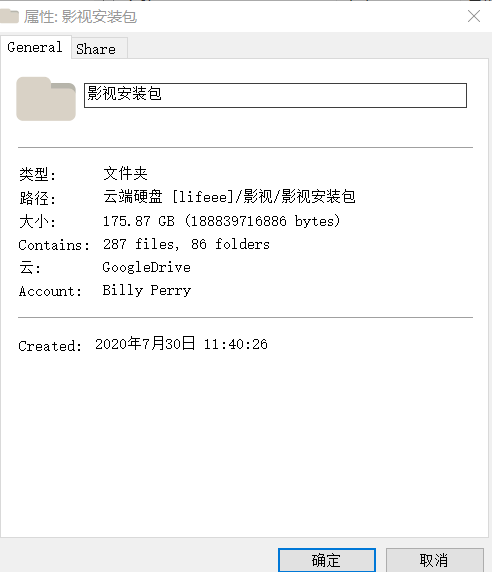 属性: 影视安装包
General Share
影视安装包
类型: 文件夹
路径: 云端硬盘 [lifeee]/影视/影视安装包
大小: 175.87 GB (188839716886 bytes)
Contains: 287 files, 86 folders
云: GoogleDrive
Account: Billy Perry
Created: 2020年7月30日 11:40:26
确定 取消